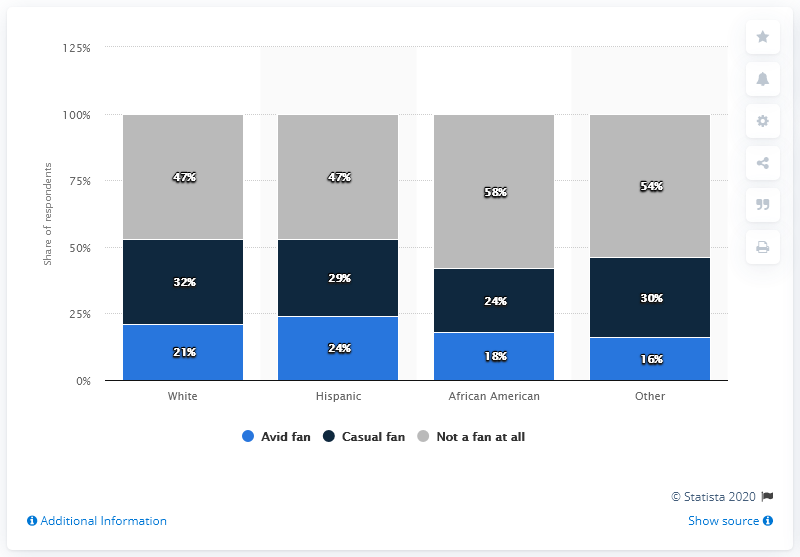 125%
100%
75%
50%
25%
0%
Share of respondents
47%
47%
58%
54%
32%
29%
24%
30%
21%
24%
18%
16%
White
Hispanic
African American
Other
Avid fan
Casual fan
Not a fan at all
© Statista 2020
Additional Information
Show source